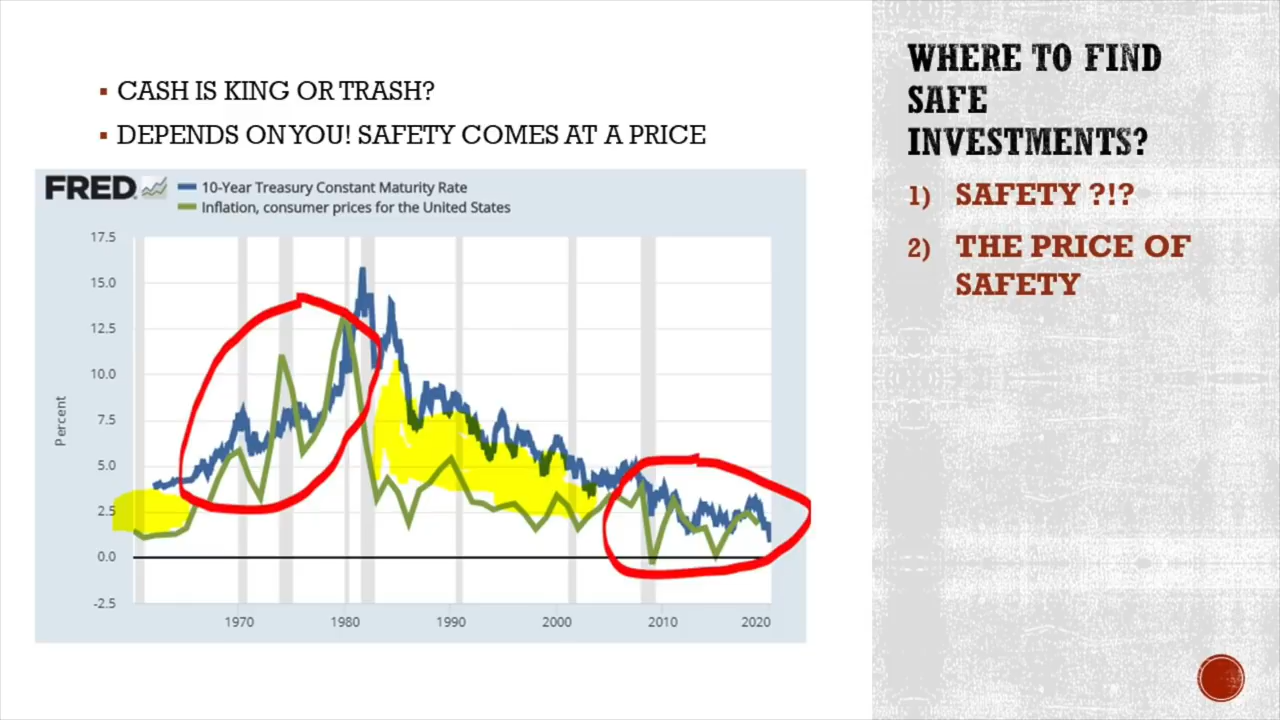 CASH IS KING OR TRASH?
DEPENDS ON YOU! SAFETY COMES AT A PRICE
FRED
10-Year Treasury Constant Maturity Rate
Inflation, consumer prices for the United States
Percent
17.5
15.0
12.5
10.0
7.5
5.0
2.5
0.0
-2.5
1970 1980 1990 2000 2010 2020
WHERE TO FIND
SAFE
INVESTMENTS?
1) SAFETY ?!?
2) THE PRICE OF
SAFETY